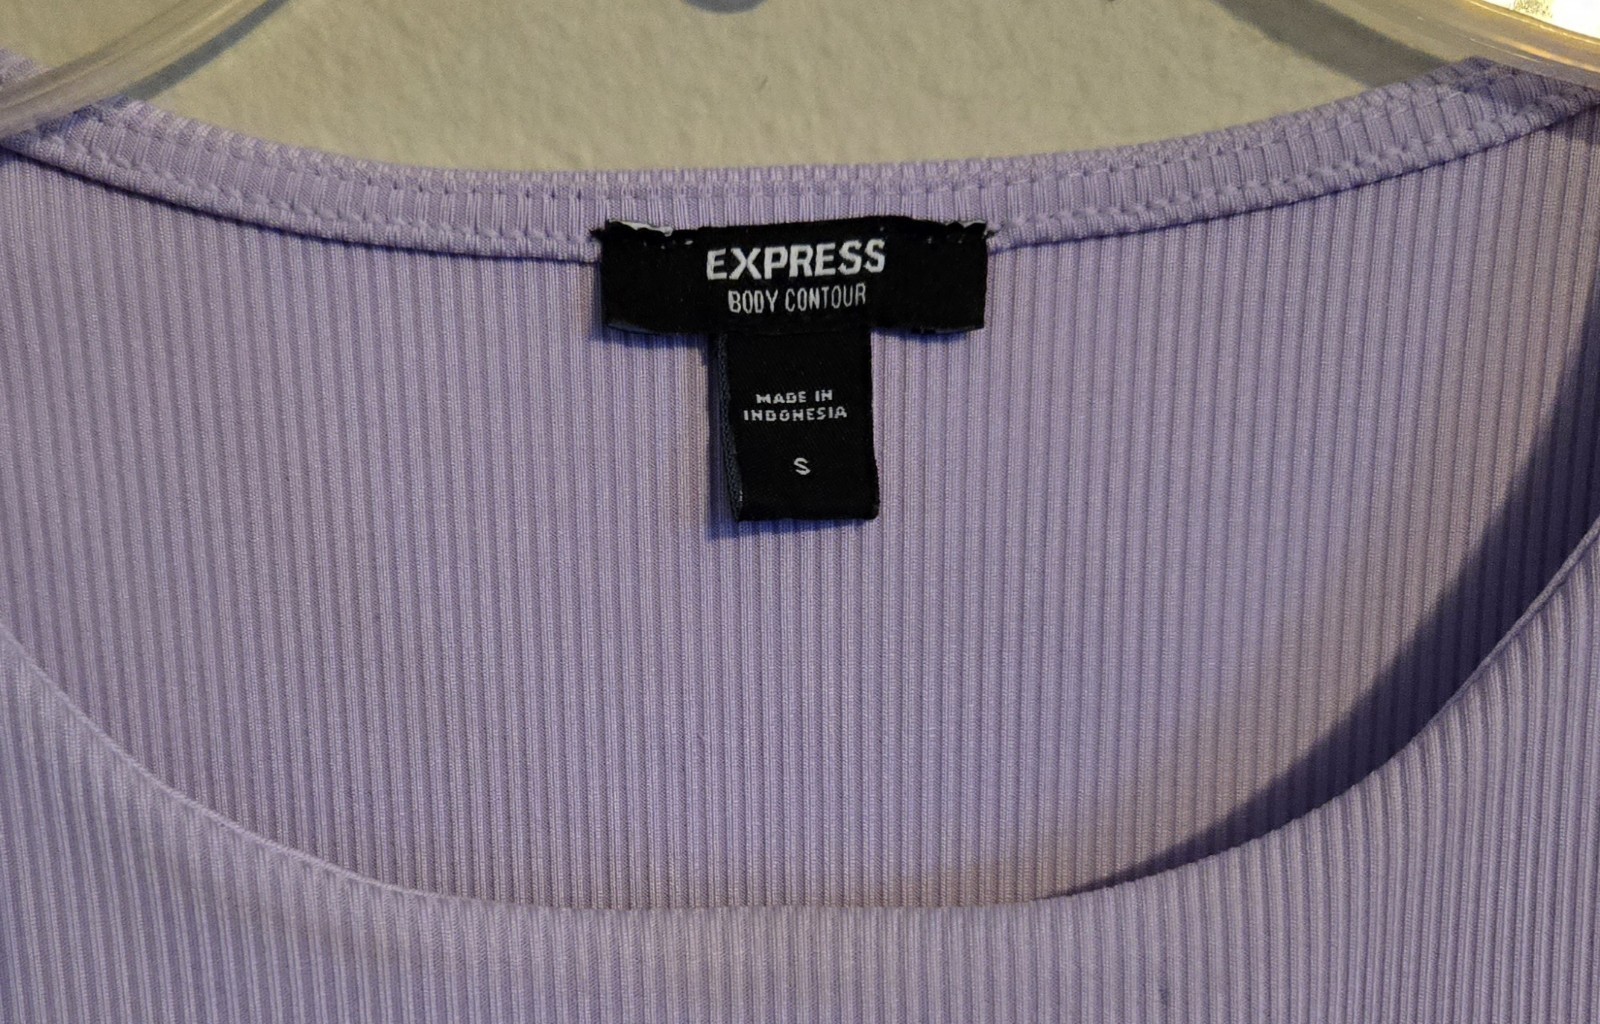 EXPRESS
BODY CONTOUR
MADE IN
INDONESIA
S